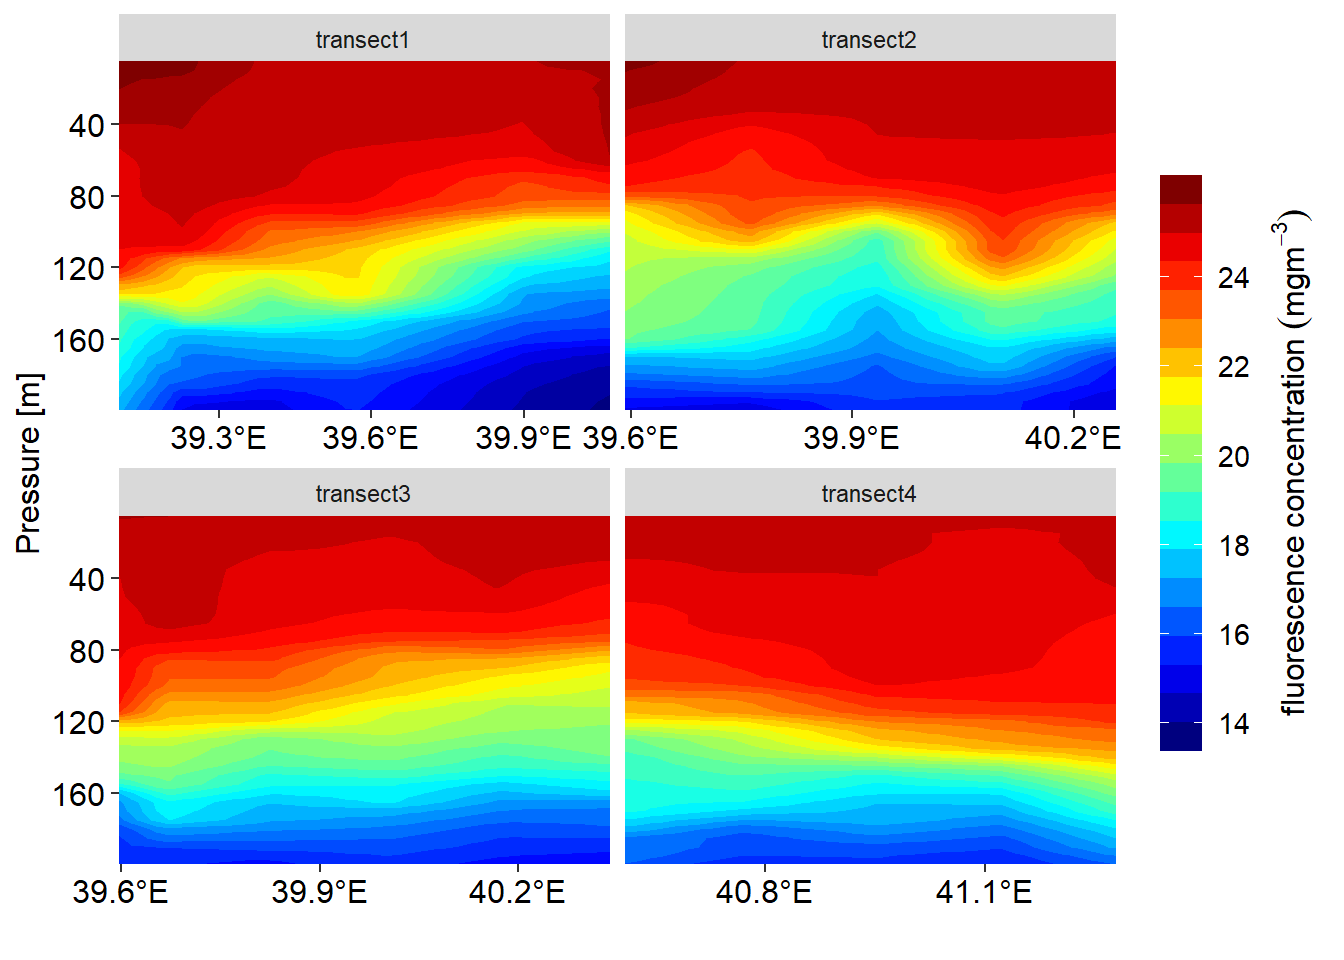 transect1
transect2
40
80
120
160
39.3°E
39.6°E
39.9°E
39.6°E
39.9°E
40.2°E
Pressure [m]
transect3
transect4
40
80
120
160
39.6°E
39.9°E
40.2°E
40.8°E
41.1°E
24
22
20
18
16
14
fluorescence concentration (mgm⁻³)